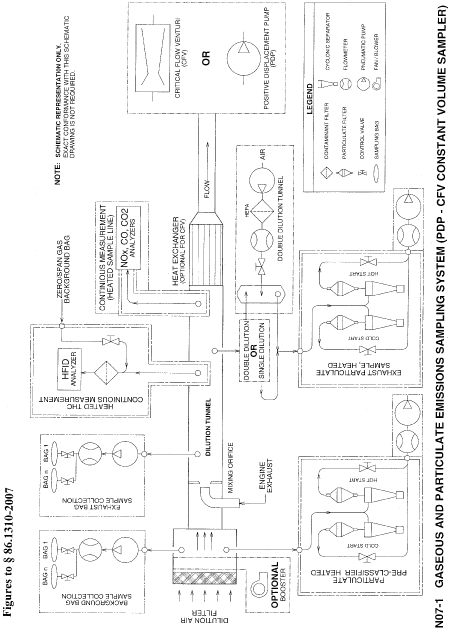 Figures to § 86.1310-2007
NOTE: SCHEMATIC REPRESENTATION ONLY.
EXACT CONFORMANCE WITH THIS SCHEMATIC
DRAWING IS NOT REQUIRED.
ZERO/SPAN GAS
BACKGROUND BAG
CRITICAL FLOW VENTURI
(CFV)
OR
POSITIVE DISPLACEMENT PUMP
(PDP)
CONTINIOUS MEASUREMENT
(HEATED SAMPLE LINE)
NOx, CO, CO2
ANALYZERS
HFID
ANALYZER
HEATED THC
CONTINIOUS MEASUREMENT
BAG 1
BAG n
EXHAUST BAG
SAMPLE COLLECTION
BAG 1
BAG n
BACKGROUND BAG
SAMPLE COLLECTION
HEAT EXCHANGER
(OPTIONAL FOR CFV)
FLOW
DILUTION TUNNEL
MIXING ORIFICE
ENGINE
EXHAUST
DILUTION AIR
FILTER
OPTIONAL
BOOSTER
DOUBLE DILUTION
OR
SINGLE DILUTION
AIR
HEPA
DOUBLE DILUTION TUNNEL
LEGEND
CONTAMINANT FILTER
PARTICULATE FILTER
CONTROL VALVE
SAMPLING BAG
CYCLONIC SEPARATOR
FLOWMETER
PNEUMATIC PUMP
FAN / BLOWER
COLD START
HOT START
EXHAUST PARTICULATE
SAMPLE, HEATED
COLD START
HOT START
PARTICULATE
PRE-CLASSIFIER, HEATED
N07-1 GASEOUS AND PARTICULATE EMISSIONS SAMPLING SYSTEM (PDP - CFV CONSTANT VOLUME SAMPLER)